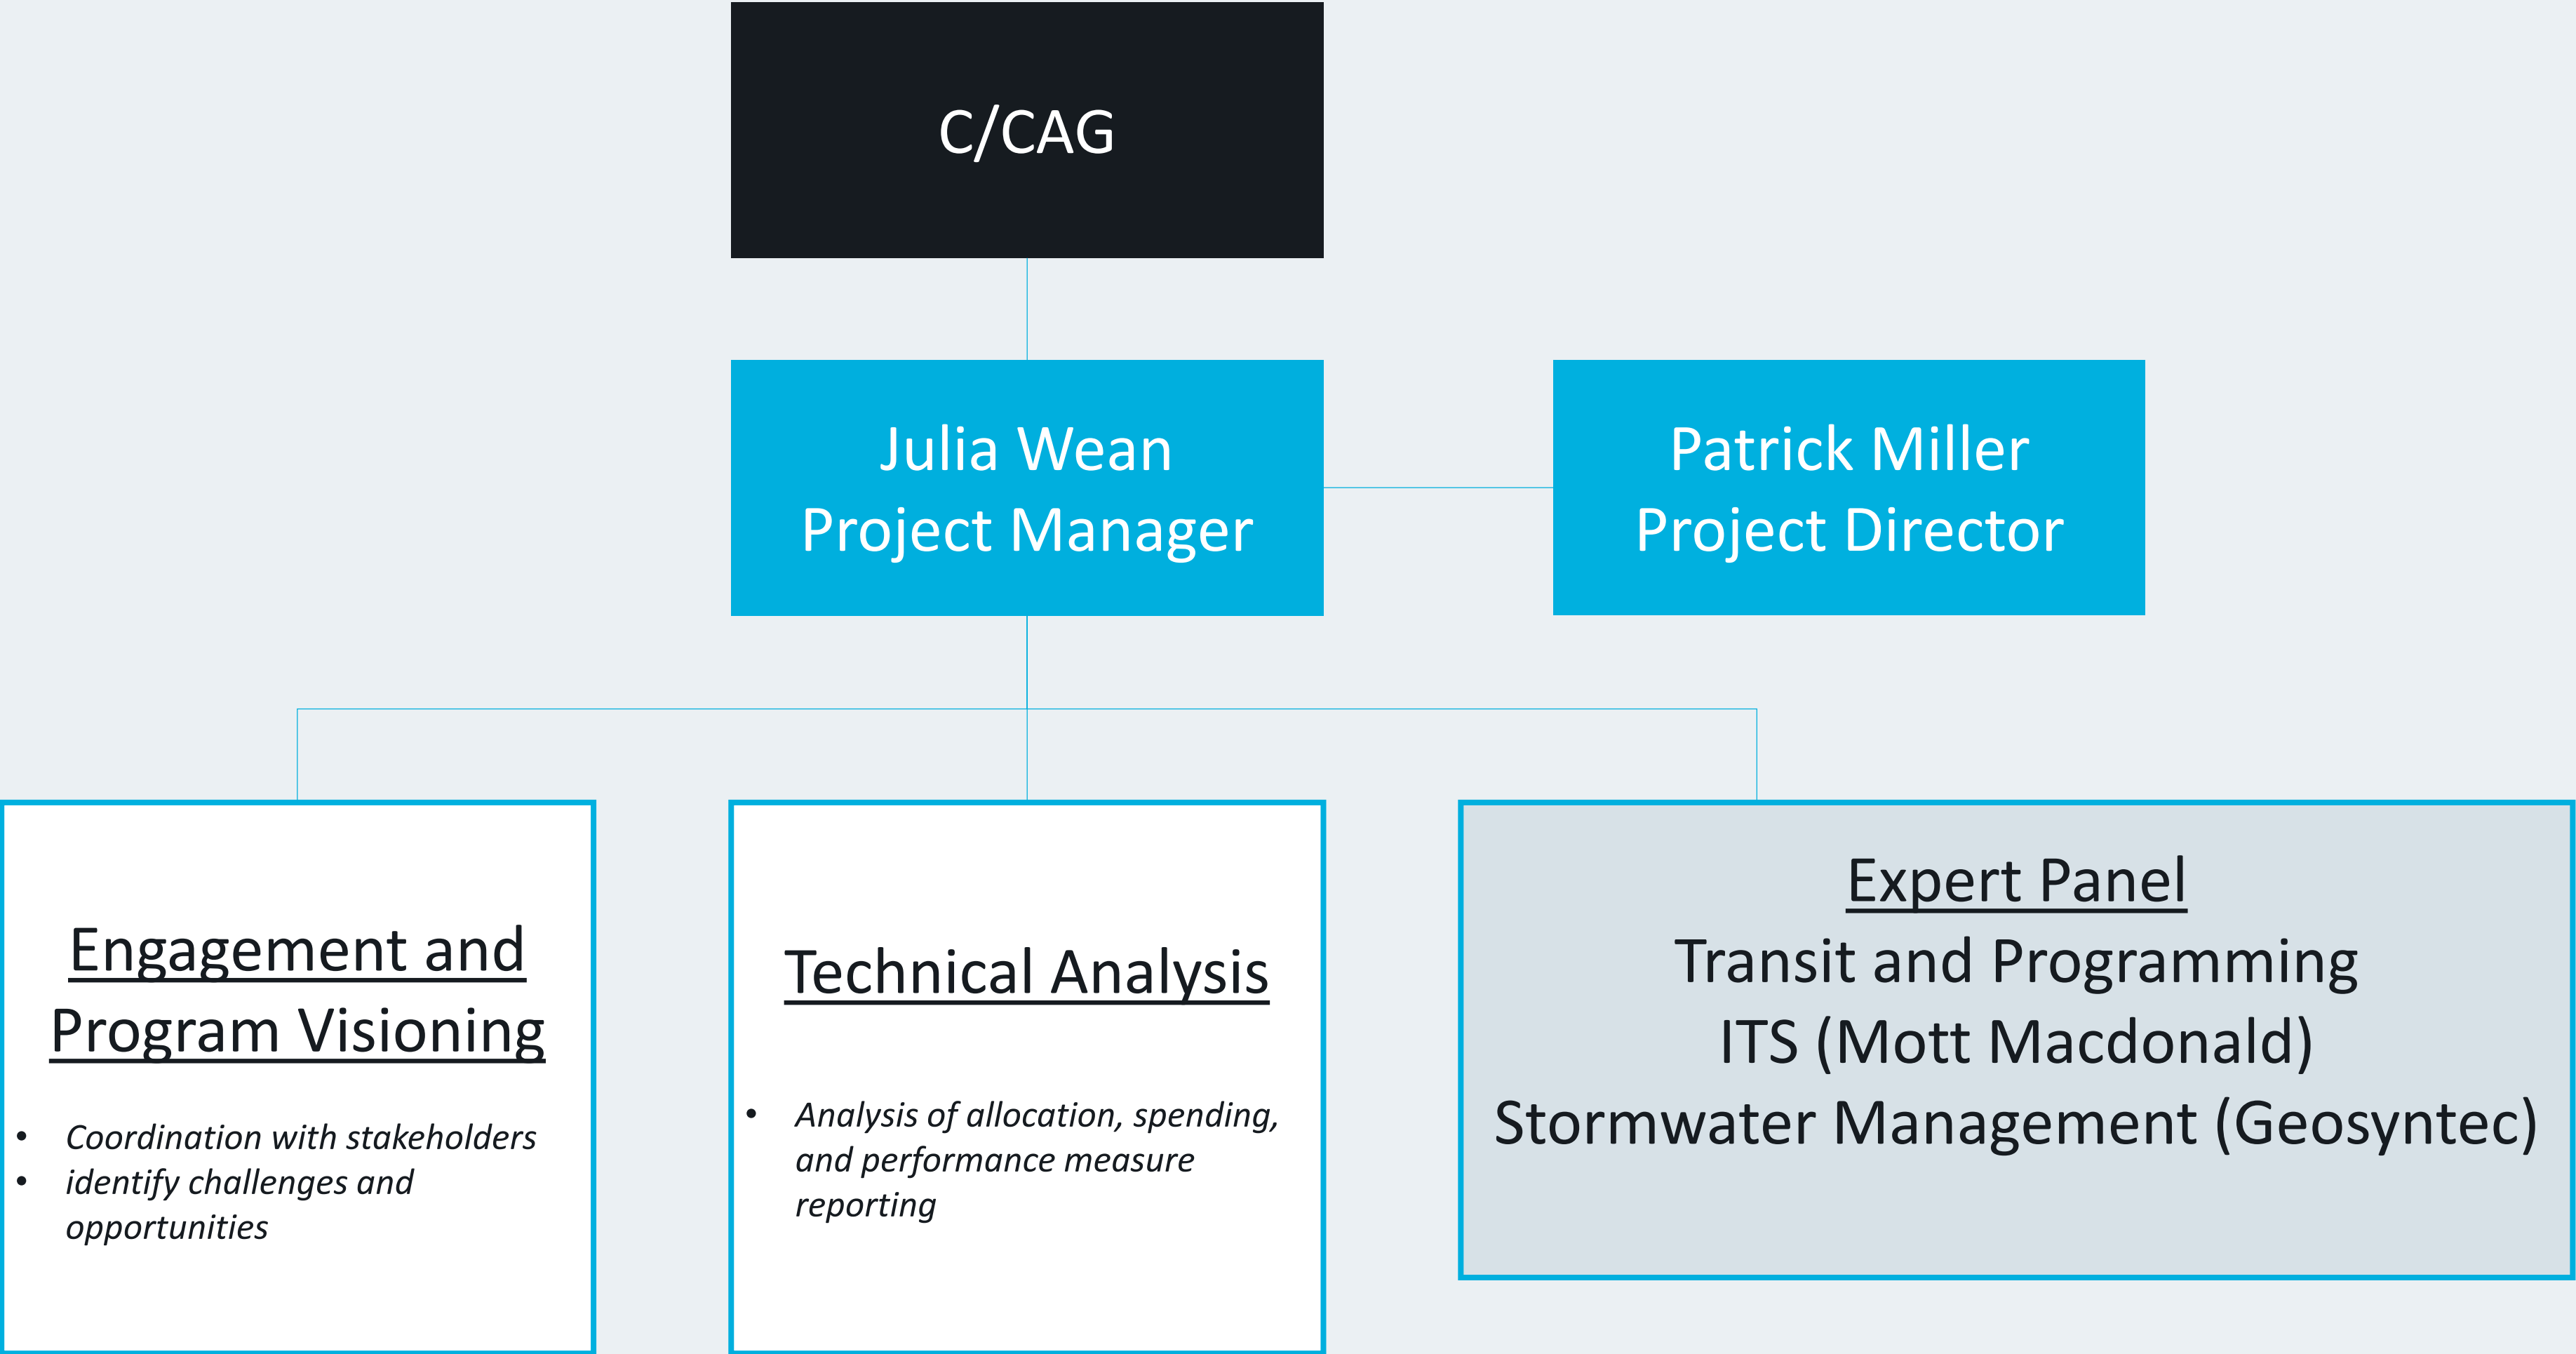 C/CAG
Julia Wean
Project Manager
Patrick Miller
Project Director
Engagement and
Program Visioning
• Coordination with stakeholders
• identify challenges and
opportunities
Technical Analysis
• Analysis of allocation, spending,
and performance measure
reporting
Expert Panel
Transit and Programming
ITS (Mott Macdonald)
Stormwater Management (Geosyntec)